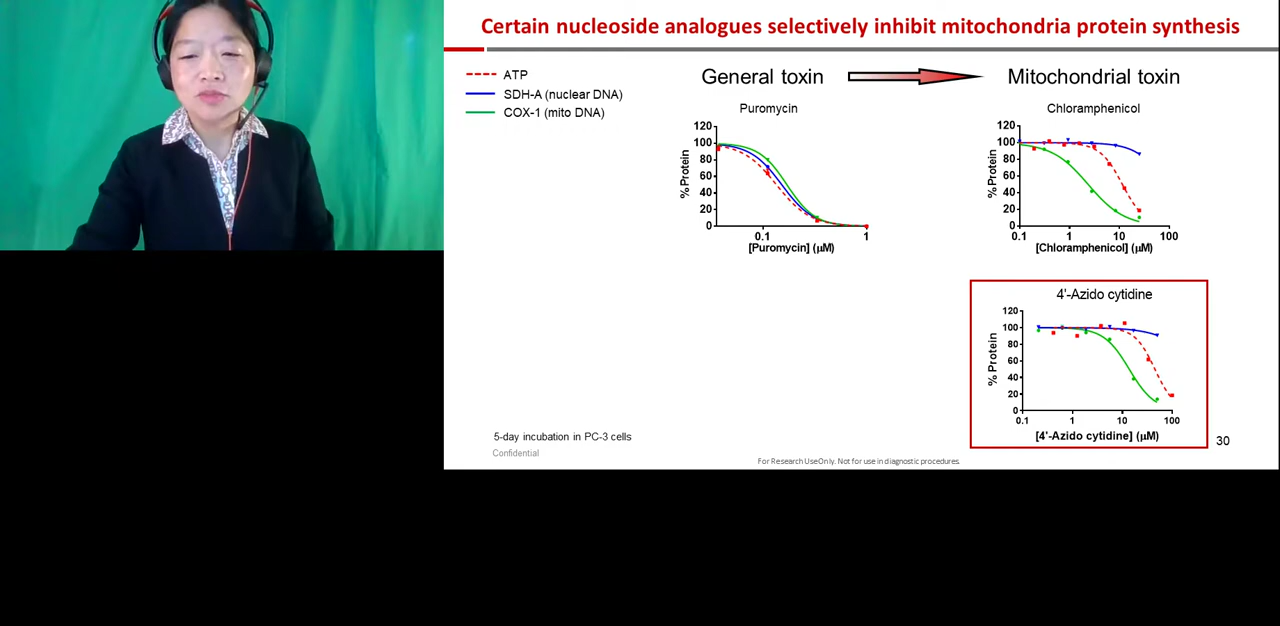 Certain nucleoside analogues selectively inhibit mitochondria protein synthesis
ATP
SDH-A (nuclear DNA)
COX-1 (mito DNA)
General toxin
Mitochondrial toxin
Puromycin
120
100
80
60
40
20
0
%Protein
0.1
1
[Puromycin] (µM)
Chloramphenicol
120
100
80
60
40
20
0
% Protein
0.1
1
10
100
[Chloramphenicol] (µM)
4'-Azido cytidine
120
100
80
60
40
20
0
% Protein
0.1
1
10
100
[4'-Azido cytidine] (µM)
5-day incubation in PC-3 cells
Confidential
For Research UseOnly. Not for use in diagnostic procedures.
30